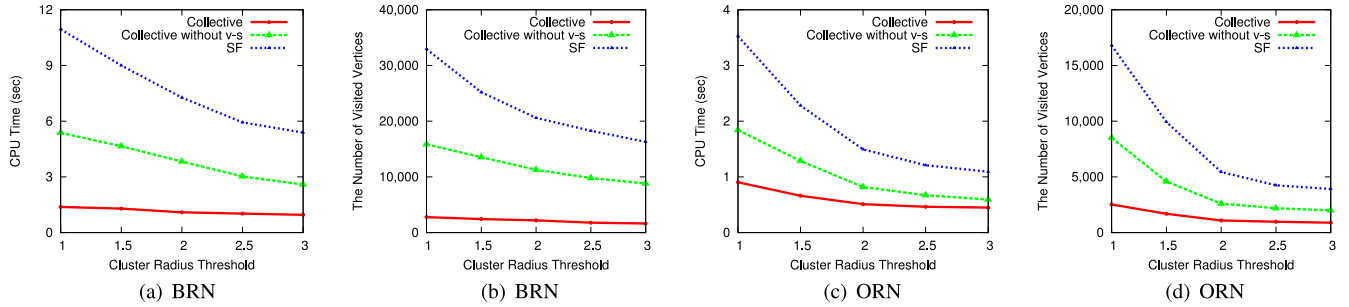 Collective
Collective without v-s
SF
12
9
6
3
0
CPU Time (sec)
1 1.5 2 2.5 3
Cluster Radius Threshold
(a) BRN
Collective
Collective without v-s
SF
40,000
30,000
20,000
10,000
0
The Number of Visited Vertices
1 1.5 2 2.5 3
Cluster Radius Threshold
(b) BRN
Collective
Collective without v-s
SF
4
3
2
1
0
CPU Time (sec)
1 1.5 2 2.5 3
Cluster Radius Threshold
(c) ORN
Collective
Collective without v-s
SF
20,000
15,000
10,000
5,000
0
The Number of Visited Vertices
1 1.5 2 2.5 3
Cluster Radius Threshold
(d) ORN